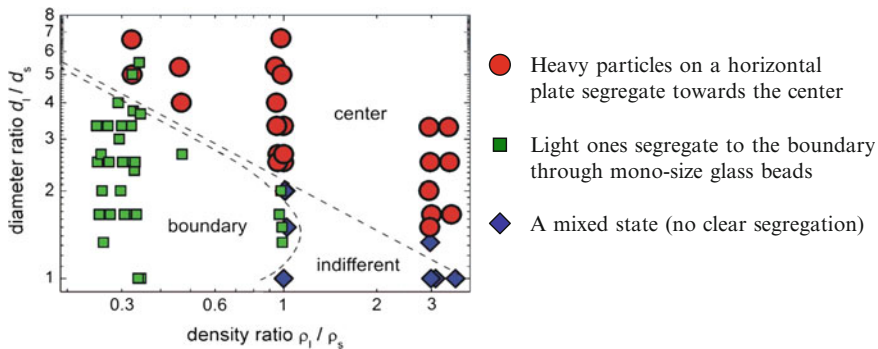 8
7
6
5
4
3
2
1
diameter ratio d_l / d_s
center
boundary
indifferent
0.3
0.6
1
2
3
density ratio ρ_l / ρ_s
Heavy particles on a horizontal
plate segregate towards the center
Light ones segregate to the boundary
through mono-size glass beads
A mixed state (no clear segregation)